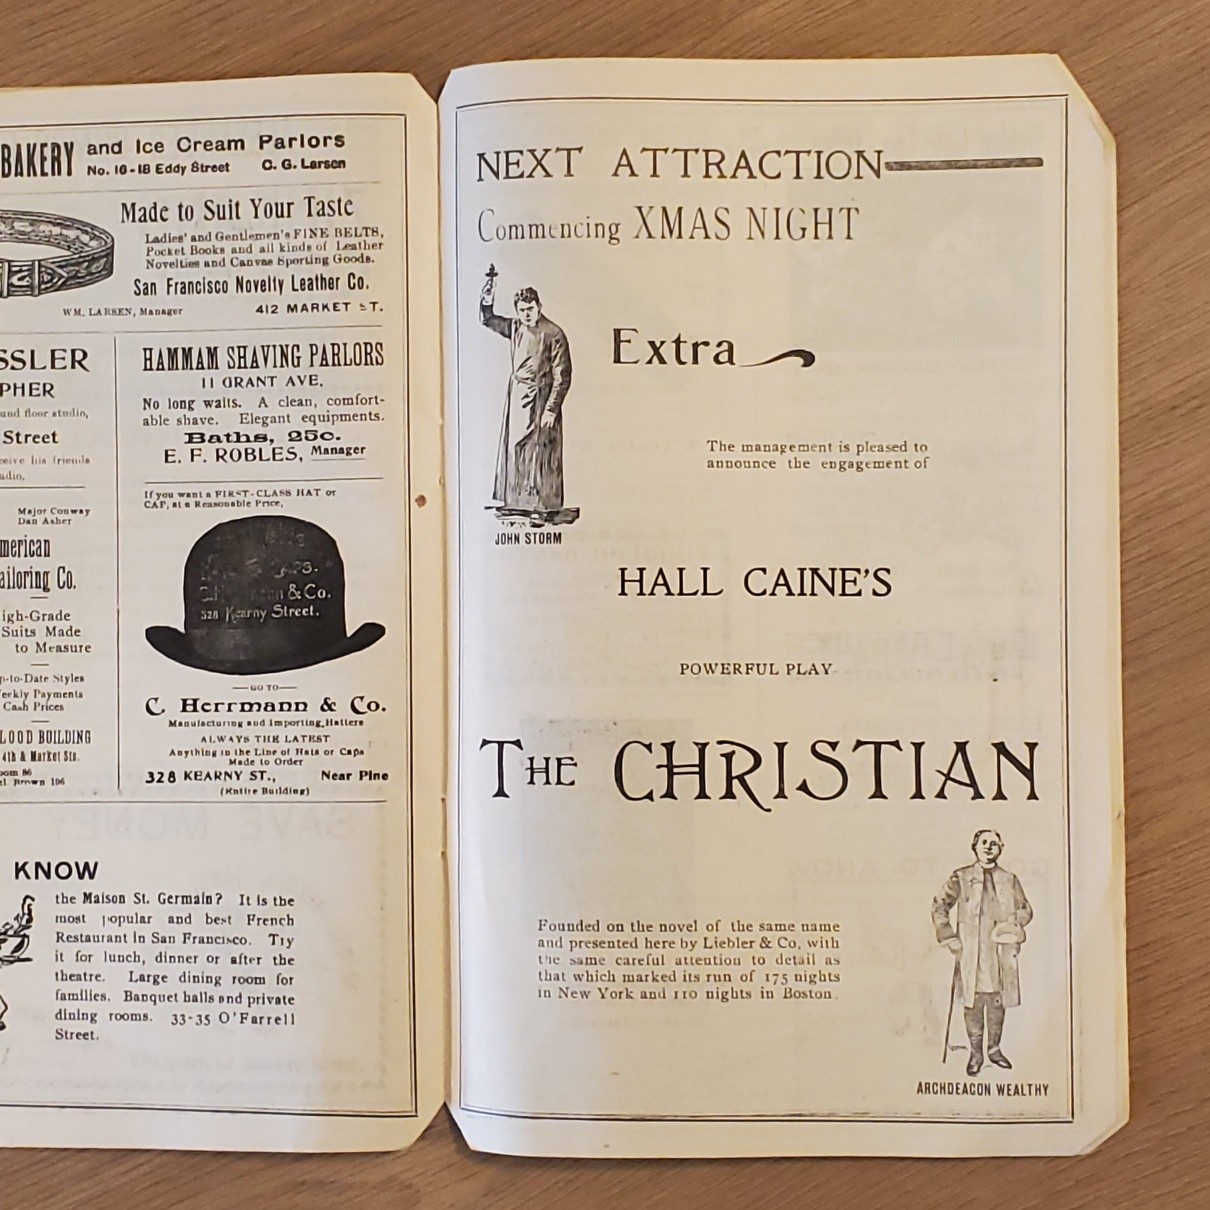 BAKERY and Ice Cream Parlors
No. 16-18 Eddy Street C. G. Larsen
Made to Suit Your Taste
Ladies' and Gentlemen's FINE BELTS,
Pocket Books and all kinds of Leather
Novelties and Canvas Sporting Goods.
San Francisco Novelty Leather Co.
WM. LARSEN, Manager 412 MARKET ST.
SSLER
PHER
und floor studio,
Street
ceive his friends
udio.
Major Conway
Dan Asher
merican
ailoring Co.
igh-Grade
Suits Made
to Measure
p-to-Date Styles
eekly Payments
Cash Prices
LOOD BUILDING
4th & Market Sts.
oom 86
el. Brown 106
HAMMAM SHAVING PARLORS
11 GRANT AVE.
No long waits. A clean, comfort-
able shave. Elegant equipments.
Baths, 25c.
E. F. ROBLES, Manager
If you want a FIRST-CLASS HAT or
CAP, at a Reasonable Price,
& Co.
328 Kearny Street.
GO TO
C. Herrmann & Co.
Manufacturing and Importing Hatters
ALWAYS THE LATEST
Anything in the Line of Hats or Caps
Made to Order
328 KEARNY ST., Near Pine
(Entire Building)
KNOW
the Maison St. Germain? It is the
most popular and best French
Restaurant in San Francisco. Try
it for lunch, dinner or after the
theatre. Large dining room for
families. Banquet halls and private
dining rooms. 33-35 O'Farrell
Street.
NEXT ATTRACTION
Commencing XMAS NIGHT
Extra
JOHN STORM
The management is pleased to
announce the engagement of
HALL CAINE'S
POWERFUL PLAY
THE CHRISTIAN
Founded on the novel of the same name
and presented here by Liebler & Co, with
the same careful attention to detail as
that which marked its run of 175 nights
in New York and 110 nights in Boston.
ARCHDEACON WEALTHY